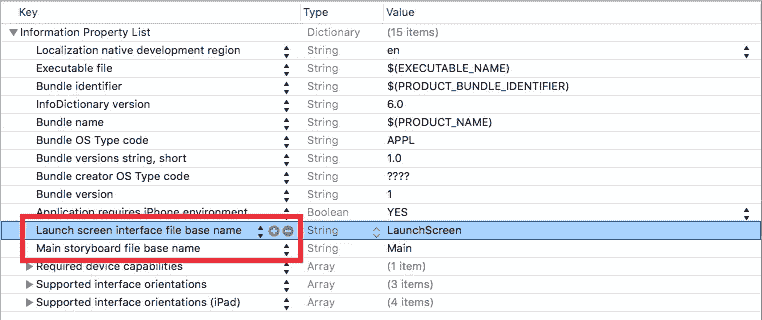 Key Type Value
Information Property List Dictionary (15 items)
Localization native development region String en
Executable file String $(EXECUTABLE_NAME)
Bundle identifier String $(PRODUCT_BUNDLE_IDENTIFIER)
InfoDictionary version String 6.0
Bundle name String $(PRODUCT_NAME)
Bundle OS Type code String APPL
Bundle versions string, short String 1.0
Bundle creator OS Type code String ????
Bundle version String 1
Application requires iPhone environment Boolean YES
Launch screen interface file base name String LaunchScreen
Main storyboard file base name String Main
Required device capabilities Array (1 item)
Supported interface orientations Array (3 items)
Supported interface orientations (iPad) Array (4 items)